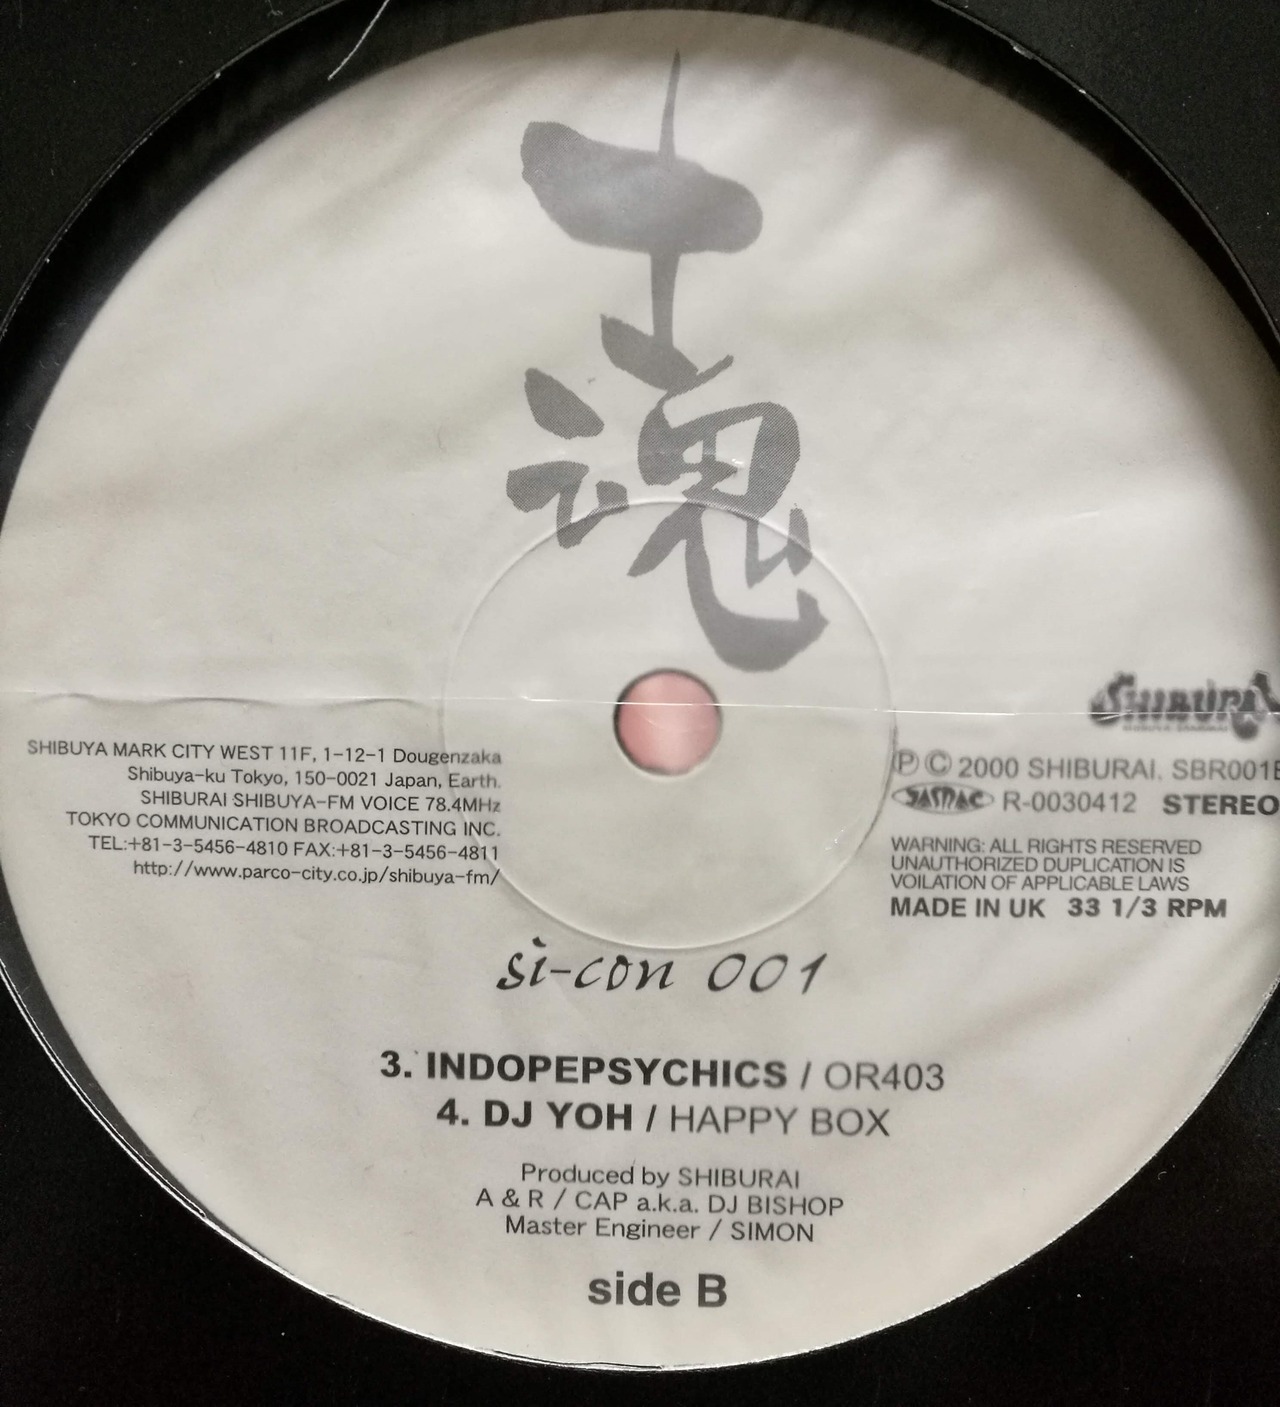 士魂
SHIBUYA MARK CITY WEST 11F, 1-12-1 Dougenzaka
Shibuya-ku Tokyo, 150-0021 Japan, Earth.
SHIBURAI SHIBUYA-FM VOICE 78.4MHz
TOKYO COMMUNICATION BROADCASTING INC.
TEL:+81-3-5456-4810 FAX:+81-3-5456-4811
http://www.parco-city.co.jp/shibuya-fm/
SHIBURAI
Ⓟ © 2000 SHIBURAI. SBR001B
JASRAC R-0030412 STEREO
WARNING: ALL RIGHTS RESERVED
UNAUTHORIZED DUPLICATION IS
VOILATION OF APPLICABLE LAWS
MADE IN UK 33 1/3 RPM
si-con 001
3. INDOPEPSYCHICS / OR403
4. DJ YOH / HAPPY BOX
Produced by SHIBURAI
A & R / CAP a.k.a. DJ BISHOP
Master Engineer / SIMON
side B